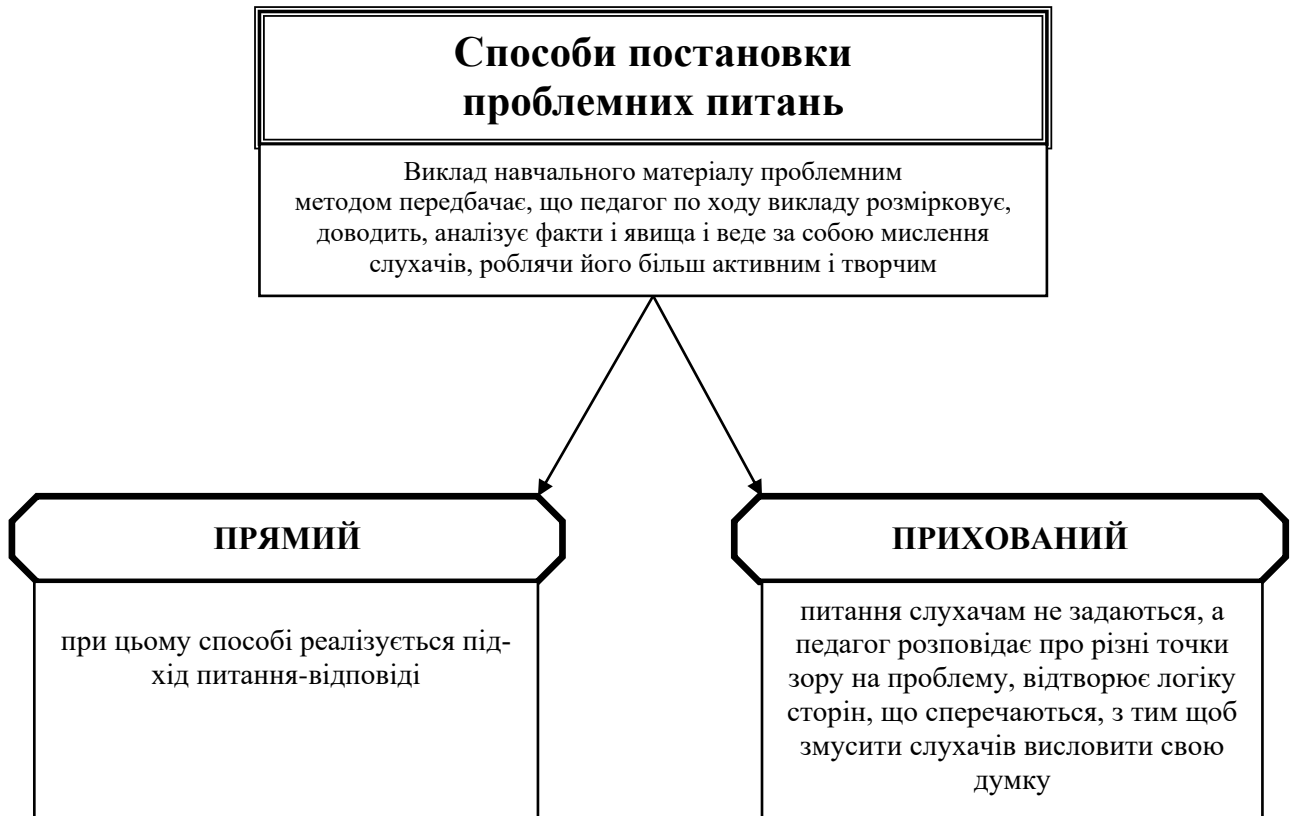 Способи постановки
проблемних питань
Виклад навчального матеріалу проблемним
методом передбачає, що педагог по ходу викладу розмірковує,
доводить, аналізує факти і явища і веде за собою мислення
слухачів, роблячи його більш активним і творчим
ПРЯМИЙ
при цьому способі реалізується під-
хід питання-відповіді
ПРИХОВАНИЙ
питання слухачам не задаються, а
педагог розповідає про різні точки
зору на проблему, відтворює логіку
сторін, що сперечаються, з тим щоб
змусити слухачів висловити свою
думку